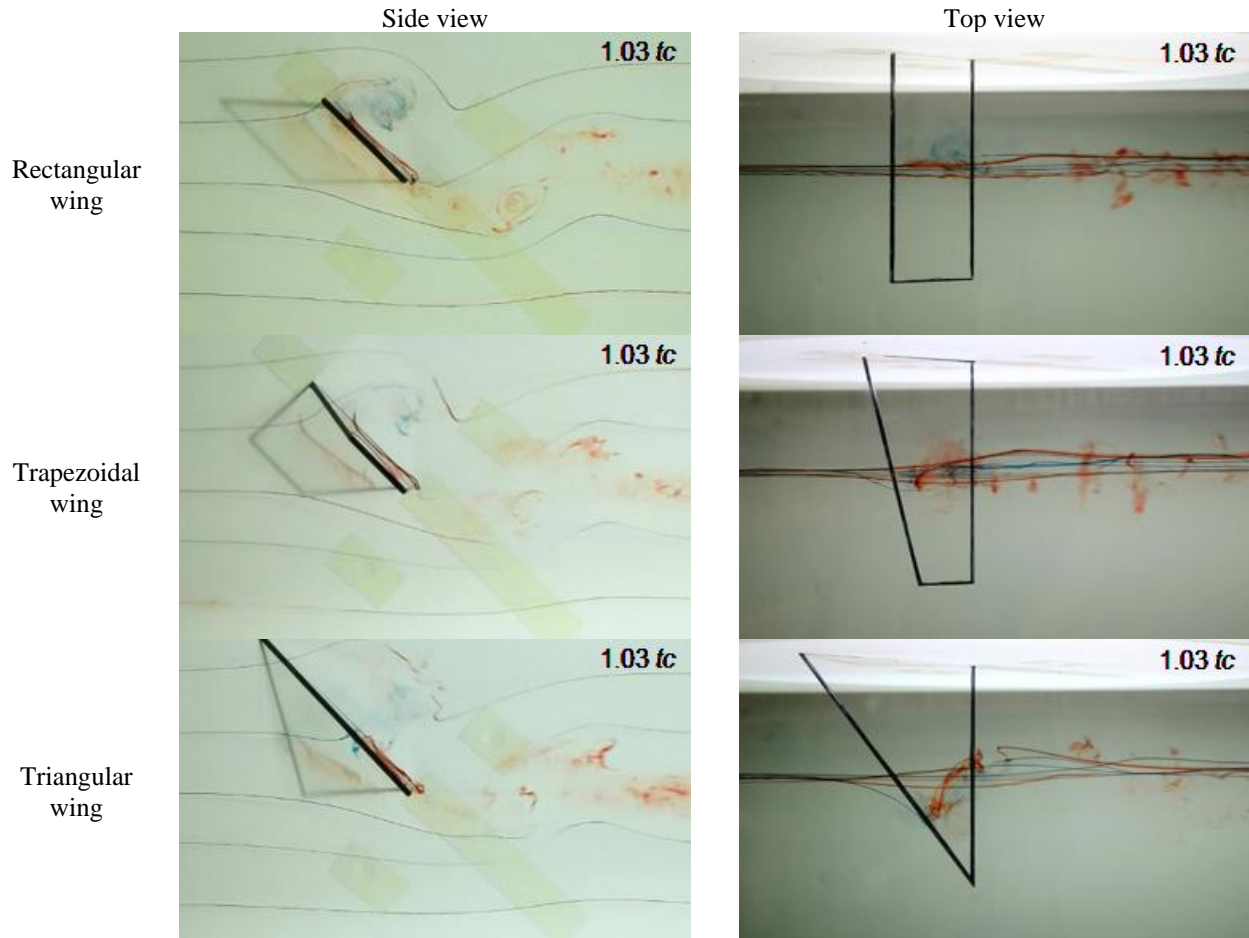 Side view
Top view
1.03 tc
1.03 tc
Rectangular
wing
1.03 tc
1.03 tc
Trapezoidal
wing
1.03 tc
1.03 tc
Triangular
wing